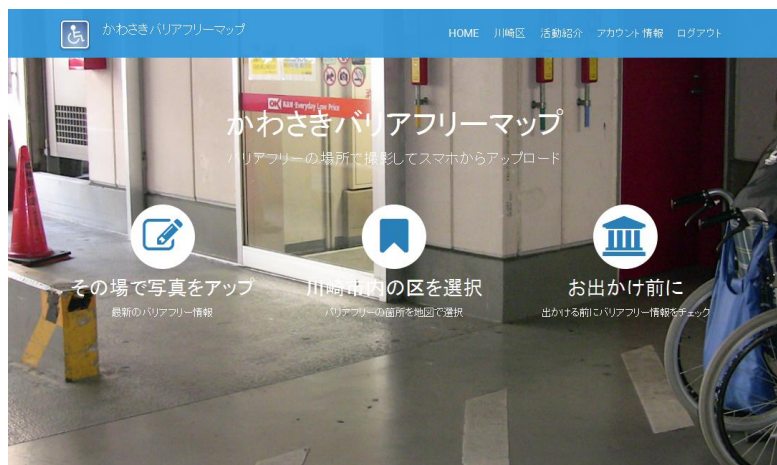 かわさきバリアフリーマップ
HOME 川崎区 活動紹介 アカウント情報 ログアウト
OK Everyday Low Price
かわさきバリアフリーマップ
バリアフリーの場所で撮影してスマホからアップロード
その場で写真をアップ
最新のバリアフリー情報
川崎市内の区を選択
バリアフリーの箇所を地図で選択
お出かけ前に
出かける前にバリアフリー情報をチェック